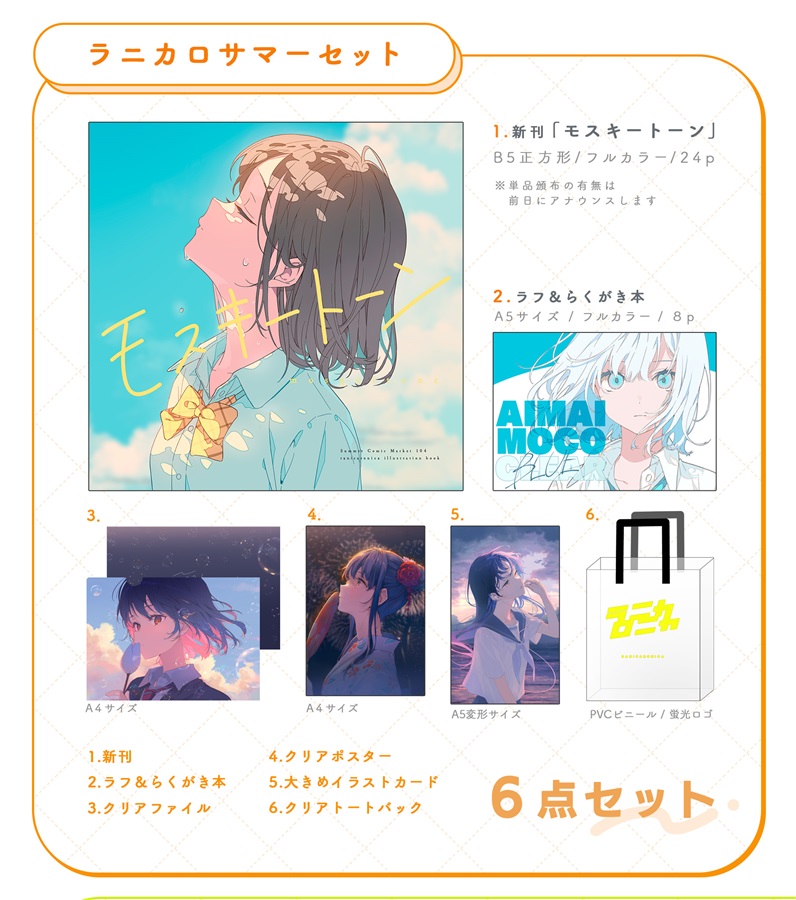 ラニカロサマーセット
1.新刊「モスキートーン」
B5正方形/フルカラー/24p
※単品頒布の有無は
前日にアナウンスします
モスキートーン
Summer Comic Market 104
ranicaronica illustration book
2.ラフ&らくがき本
A5サイズ / フルカラー / 8p
AIMAI
MOCO
BLUE
3.
A4サイズ
4.
A4サイズ
5.
A5変形サイズ
6.
PVCビニール / 蛍光ロゴ
1.新刊
2.ラフ&らくがき本
3.クリアファイル
4.クリアポスター
5.大きめイラストカード
6.クリアトートバック
6点セット